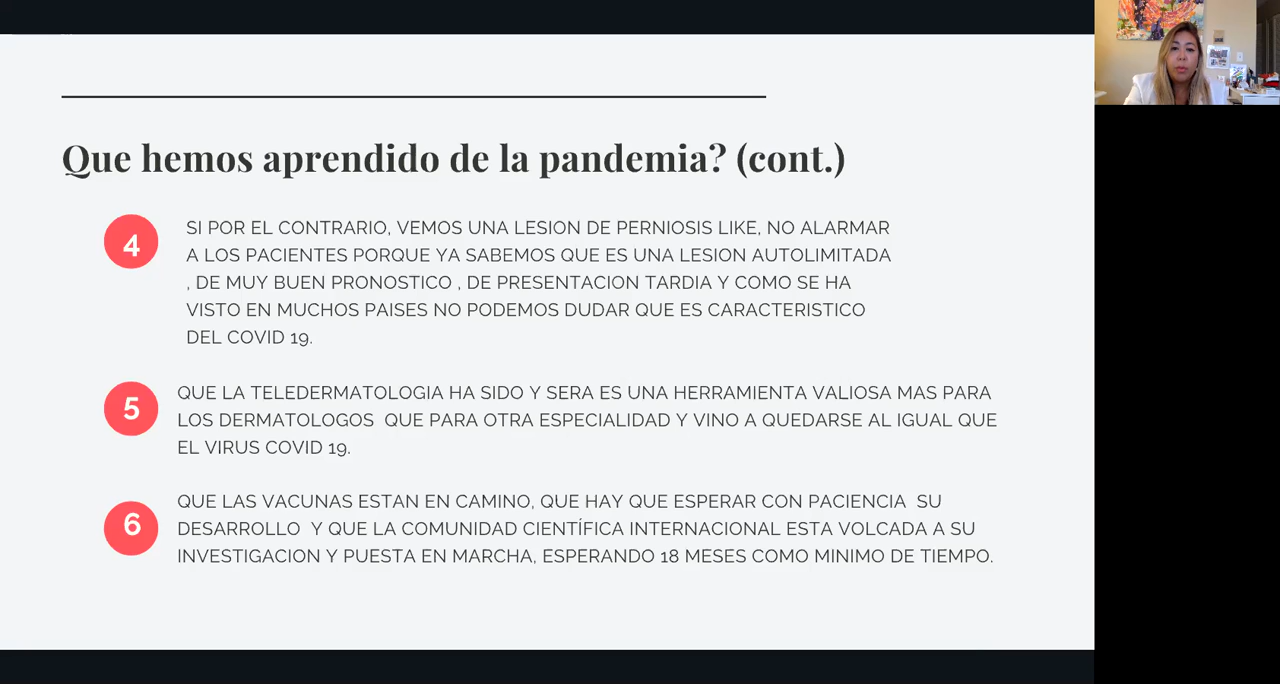 Que hemos aprendido de la pandemia? (cont.)
4
SI POR EL CONTRARIO, VEMOS UNA LESION DE PERNIOSIS LIKE, NO ALARMAR
A LOS PACIENTES PORQUE YA SABEMOS QUE ES UNA LESION AUTOLIMITADA
, DE MUY BUEN PRONOSTICO , DE PRESENTACION TARDIA Y COMO SE HA
VISTO EN MUCHOS PAISES NO PODEMOS DUDAR QUE ES CARACTERISTICO
DEL COVID 19.
5
QUE LA TELEDERMATOLOGIA HA SIDO Y SERA ES UNA HERRAMIENTA VALIOSA MAS PARA
LOS DERMATOLOGOS  QUE PARA OTRA ESPECIALIDAD Y VINO A QUEDARSE AL IGUAL QUE
EL VIRUS COVID 19.
6
QUE LAS VACUNAS ESTAN EN CAMINO, QUE HAY QUE ESPERAR CON PACIENCIA  SU
DESARROLLO  Y QUE LA COMUNIDAD CIENTÍFICA INTERNACIONAL ESTA VOLCADA A SU
INVESTIGACION Y PUESTA EN MARCHA, ESPERANDO 18 MESES COMO MINIMO DE TIEMPO.